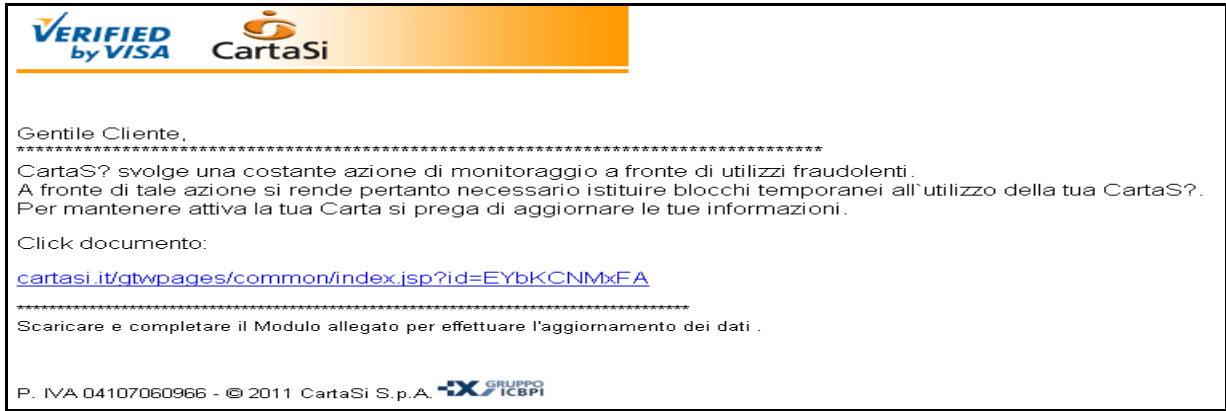 VERIFIED
by VISA
CartaSi
Gentile Cliente,
***********************************************************************************
CartaS? svolge una costante azione di monitoraggio a fronte di utilizzi fraudolenti.
A fronte di tale azione si rende pertanto necessario istituire blocchi temporanei all`utilizzo della tua CartaS?.
Per mantenere attiva la tua Carta si prega di aggiornare le tue informazioni.
Click documento:
cartasi.it/gtwpages/common/index.jsp?id=EYbKCNMxFA
***********************************************************************************
Scaricare e completare il Modulo allegato per effettuare l'aggiornamento dei dati .
P. IVA 04107060966 - © 2011 CartaSi S.p.A. GRUPPO
ICBPI